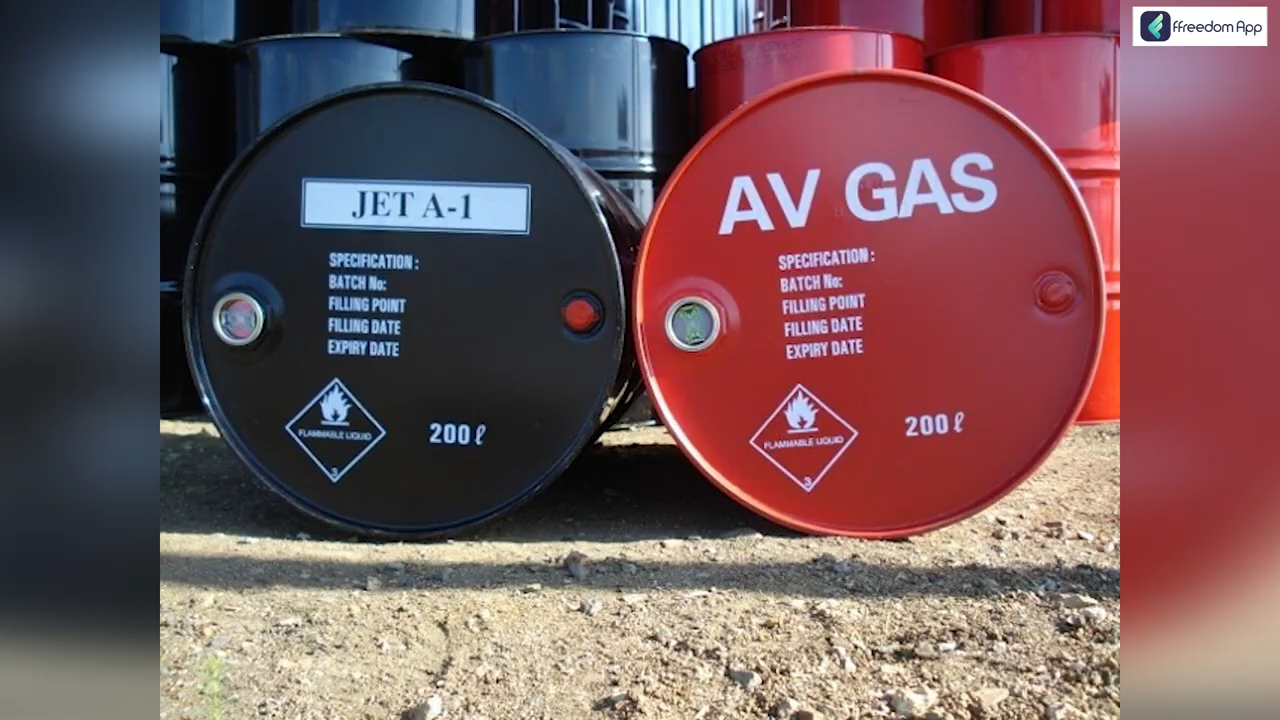 ffreedom App
JET A-1
SPECIFICATION :
BATCH No:
FILLING POINT
FILLING DATE
EXPIRY DATE
FLAMMABLE LIQUID
3
200 ℓ
AV GAS
SPECIFICATION :
BATCH No:
FILLING POINT
FILLING DATE
EXPIRY DATE
FLAMMABLE LIQUID
3
200 ℓ